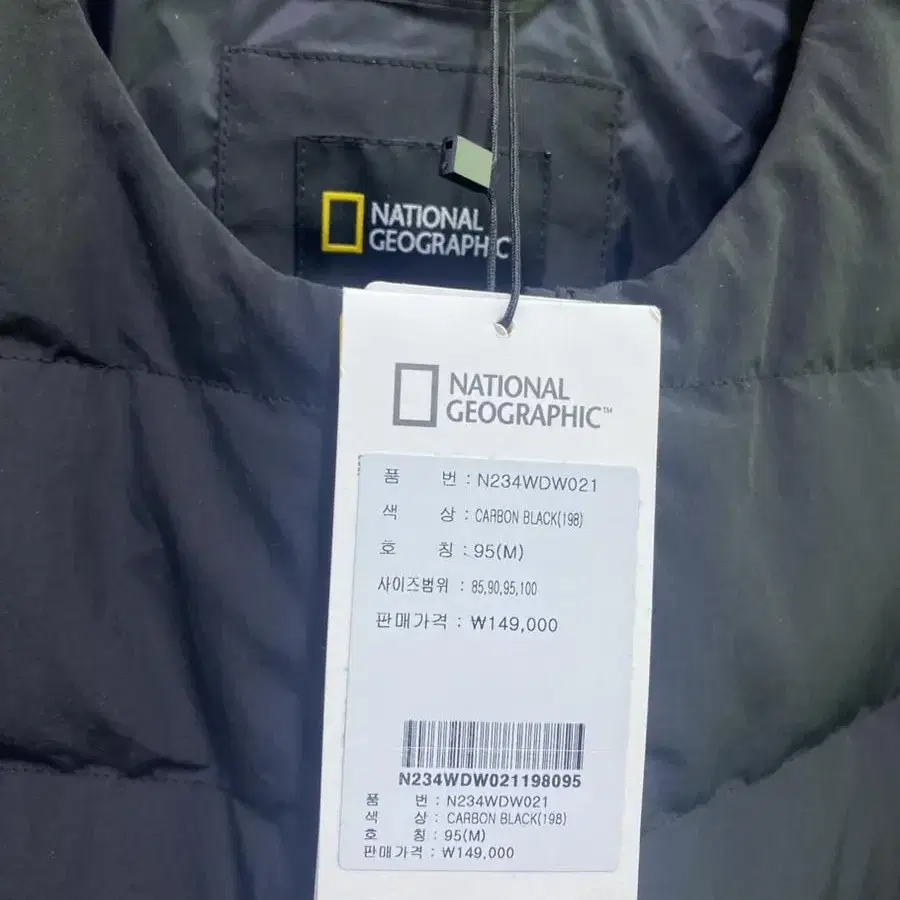 NATIONAL
GEOGRAPHIC
NATIONAL
GEOGRAPHIC™
품 번 : N234WDW021
색 상 : CARBON BLACK(198)
호 칭 : 95(M)
사이즈범위 : 85,90,95,100
판매가격 : ₩149,000
N234WDW021198095
품 번 : N234WDW021
색 상 : CARBON BLACK(198)
호 칭 : 95(M)
판매가격 : ₩149,000